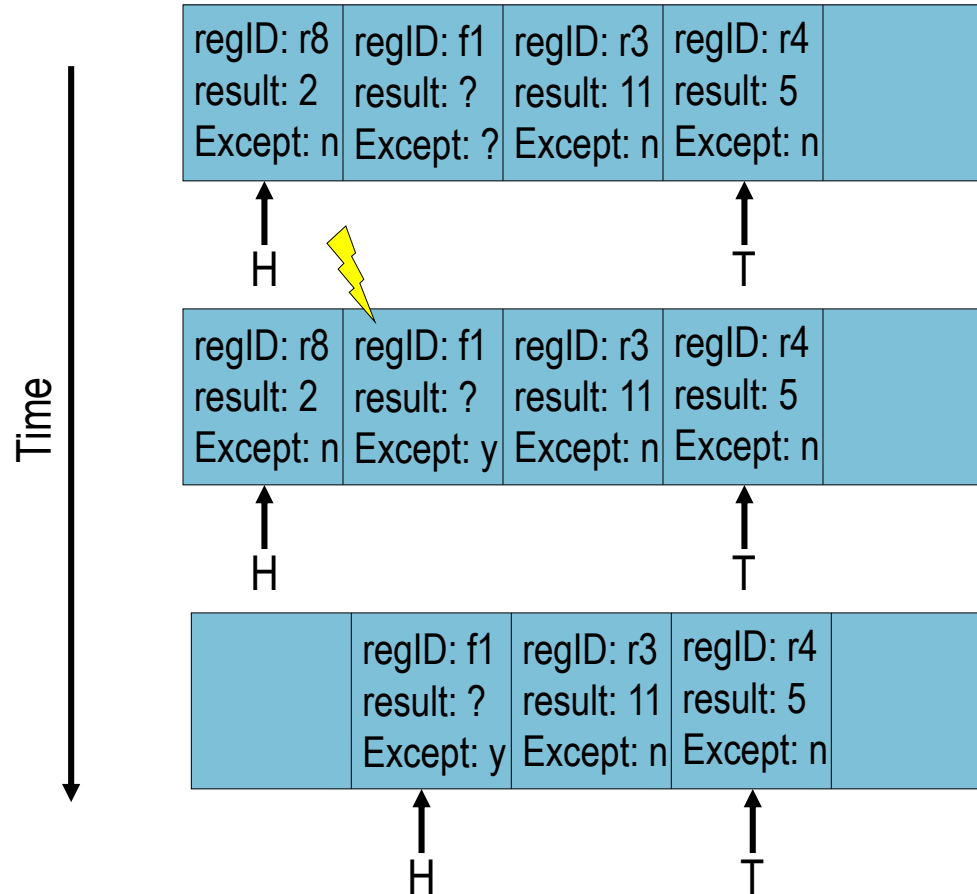 regID: r8
result: 2
Except: n
regID: f1
result: ?
Except: ?
regID: r3
result: 11
Except: n
regID: r4
result: 5
Except: n
H
T
Time
regID: r8
result: 2
Except: n
regID: f1
result: ?
Except: y
regID: r3
result: 11
Except: n
regID: r4
result: 5
Except: n
H
T
regID: f1
result: ?
Except: y
regID: r3
result: 11
Except: n
regID: r4
result: 5
Except: n
H
T